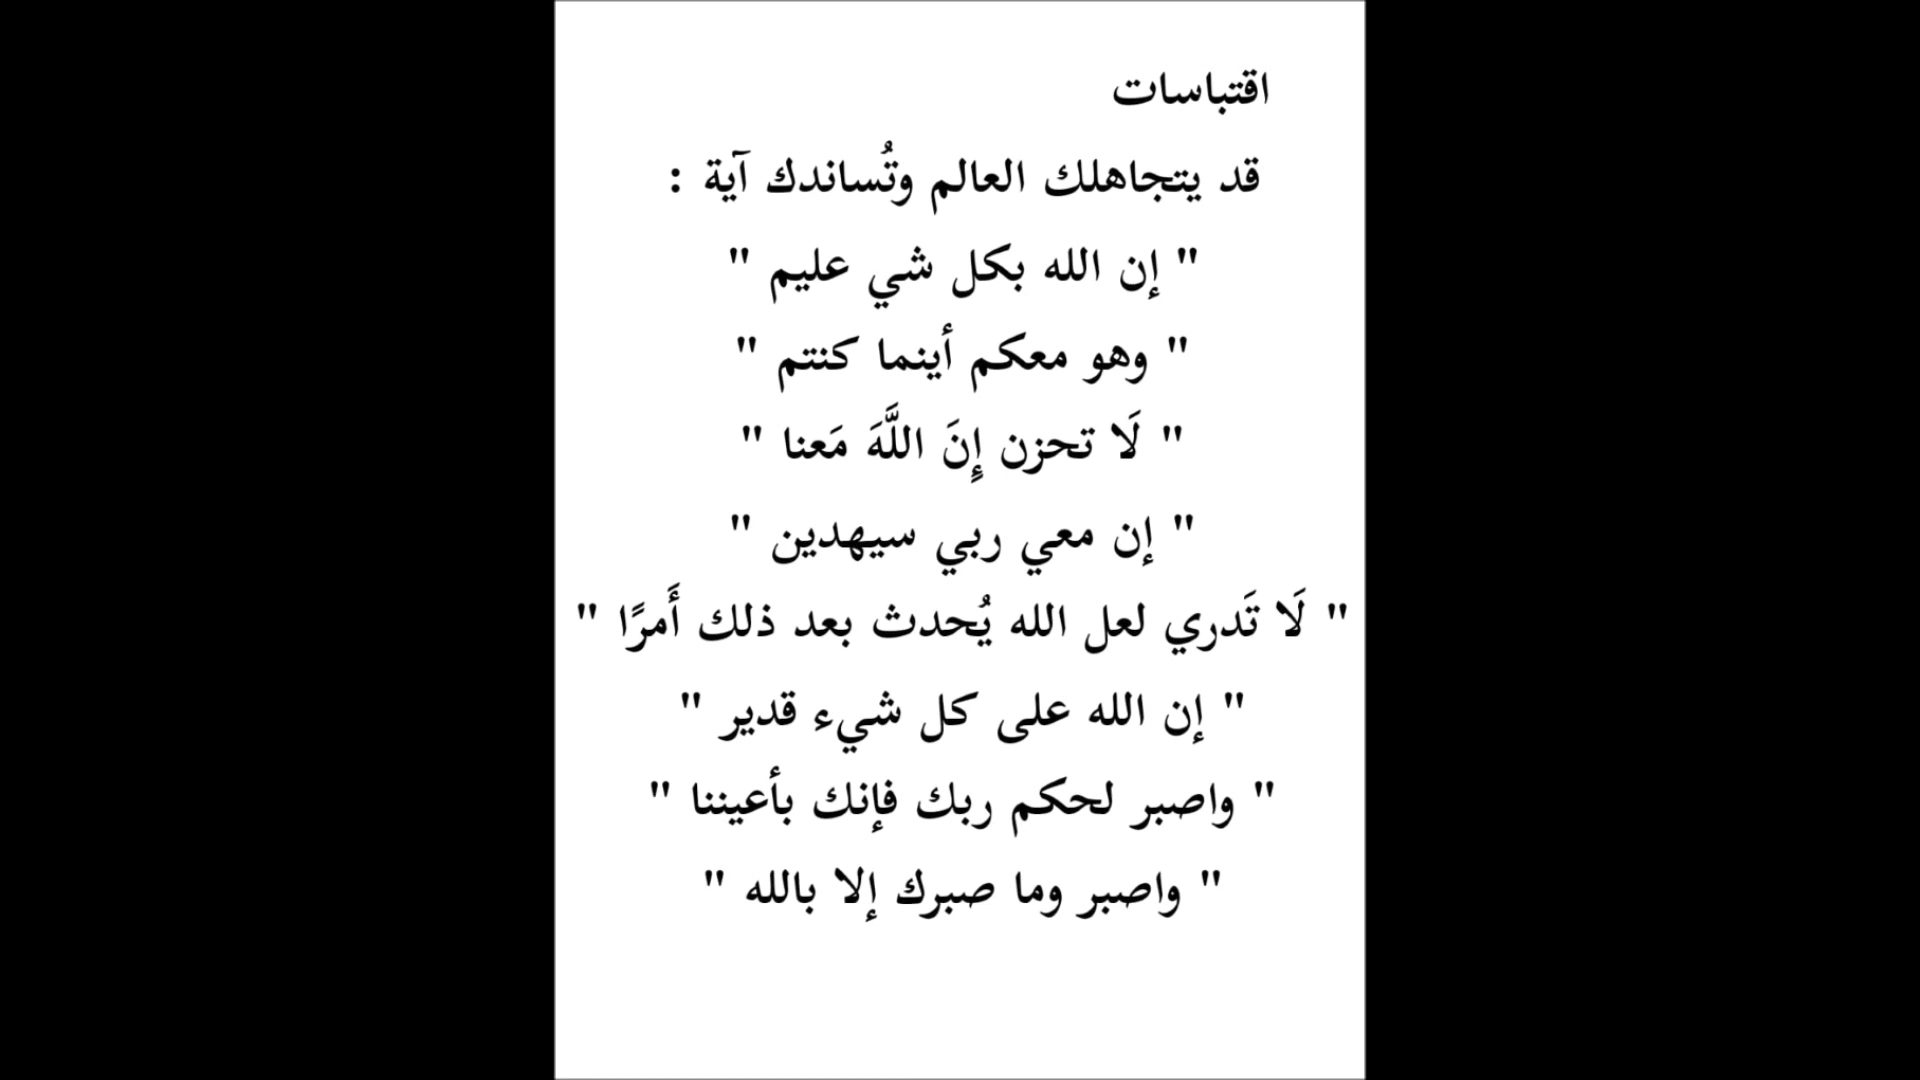 اقتباسات
قد يتجاهلك العالم وتُساندك آية :
" إن الله بكل شي عليم "
" وهو معكم أينما كنتم "
" لَا تحزن إِنَ اللَّهَ مَعنا "
" إن معي ربي سيهدين "
" لَا تَدري لعل الله يُحدث بعد ذلك أَمرًا "
" إن الله على كل شيء قدير "
" واصبر لحكم ربك فإنك بأعيننا "
" واصبر وما صبرك إلا بالله "